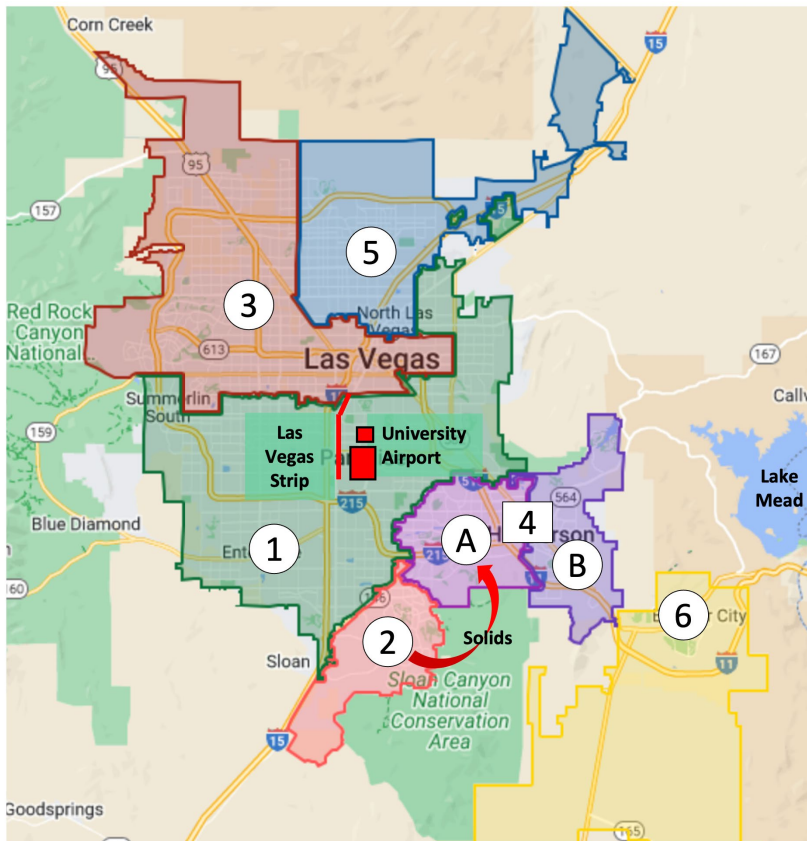 Corn Creek
95
15
95
157
5
3
Red Rock
Canyon
National...
North Las
Vegas
613
Las Vegas
167
Summerlin
South
15
Callv
159
Las
Vegas
Strip
University
Airport
Lake
Mead
564
215
4
Blue Diamond
A
1
215
B
160
6
2
Solids
Sloan
Sloan Canyon
National
Conservation
Area
11
15
Goodsprings
165